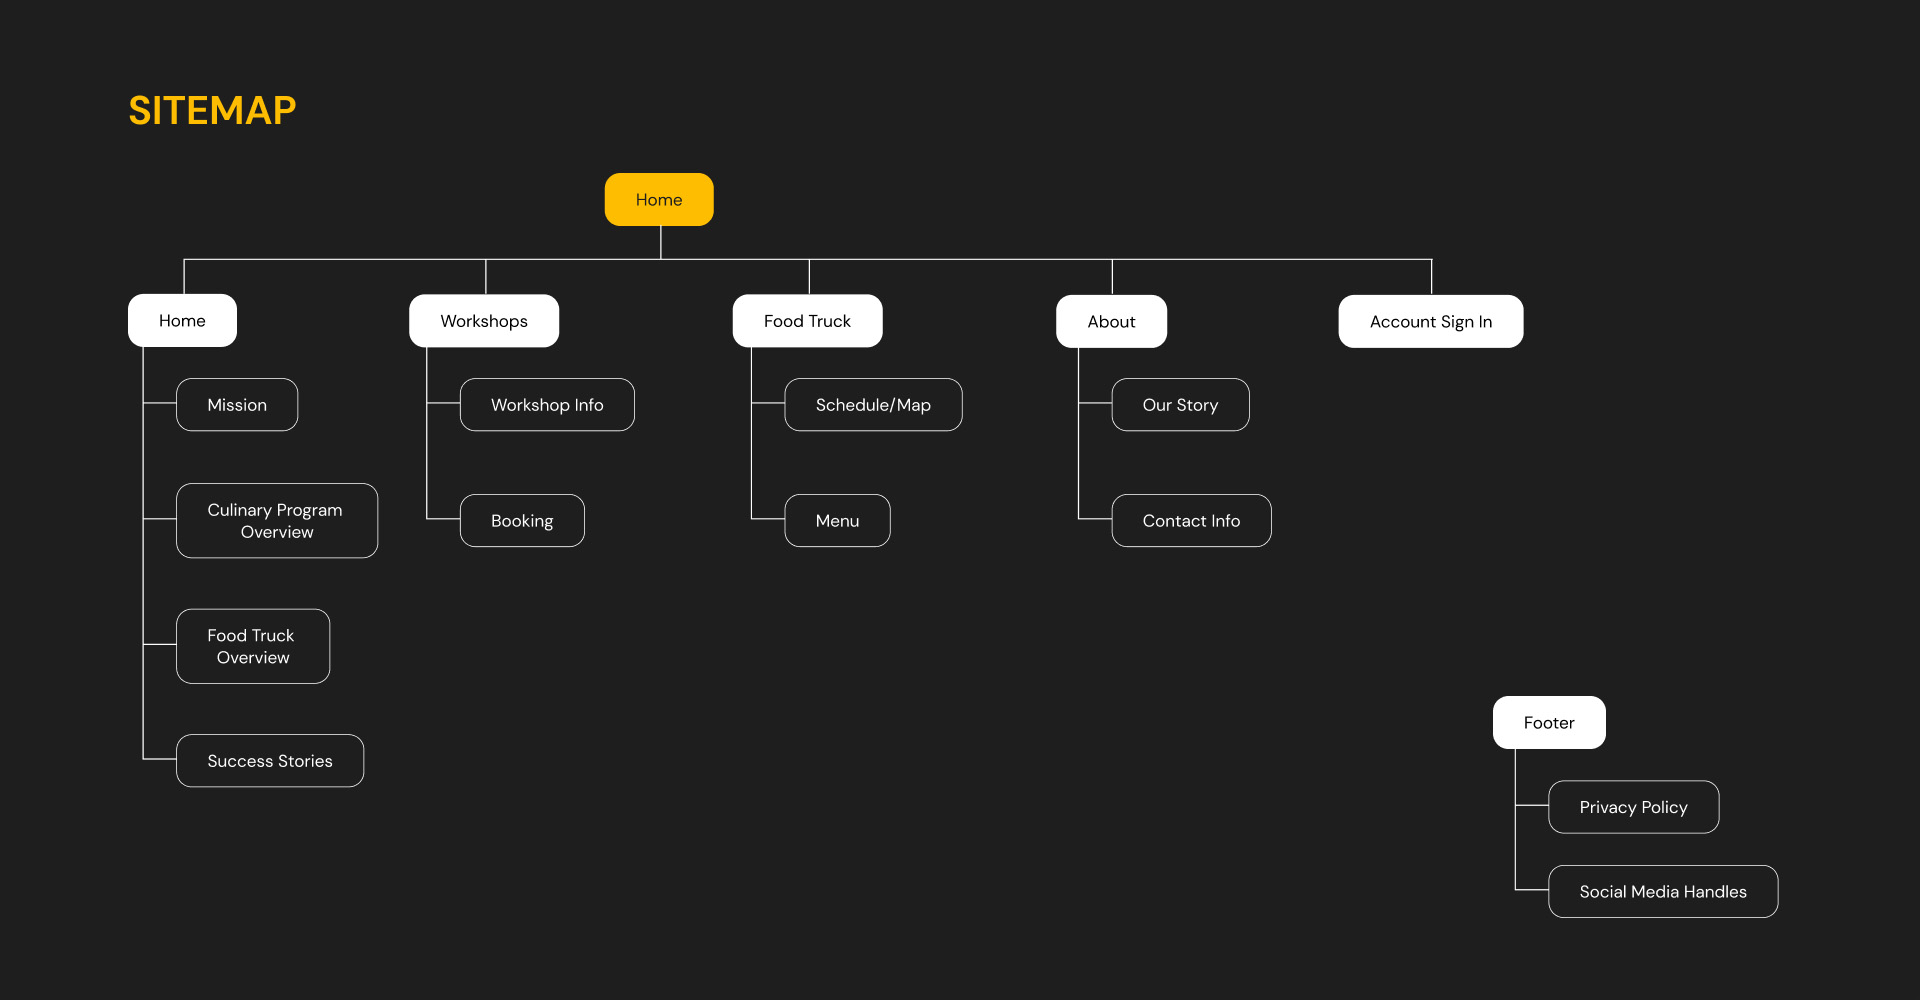 SITEMAP
Home
Home
Workshops
Food Truck
About
Account Sign In
Mission
Workshop Info
Schedule/Map
Our Story
Culinary Program
Overview
Booking
Menu
Contact Info
Food Truck
Overview
Success Stories
Footer
Privacy Policy
Social Media Handles